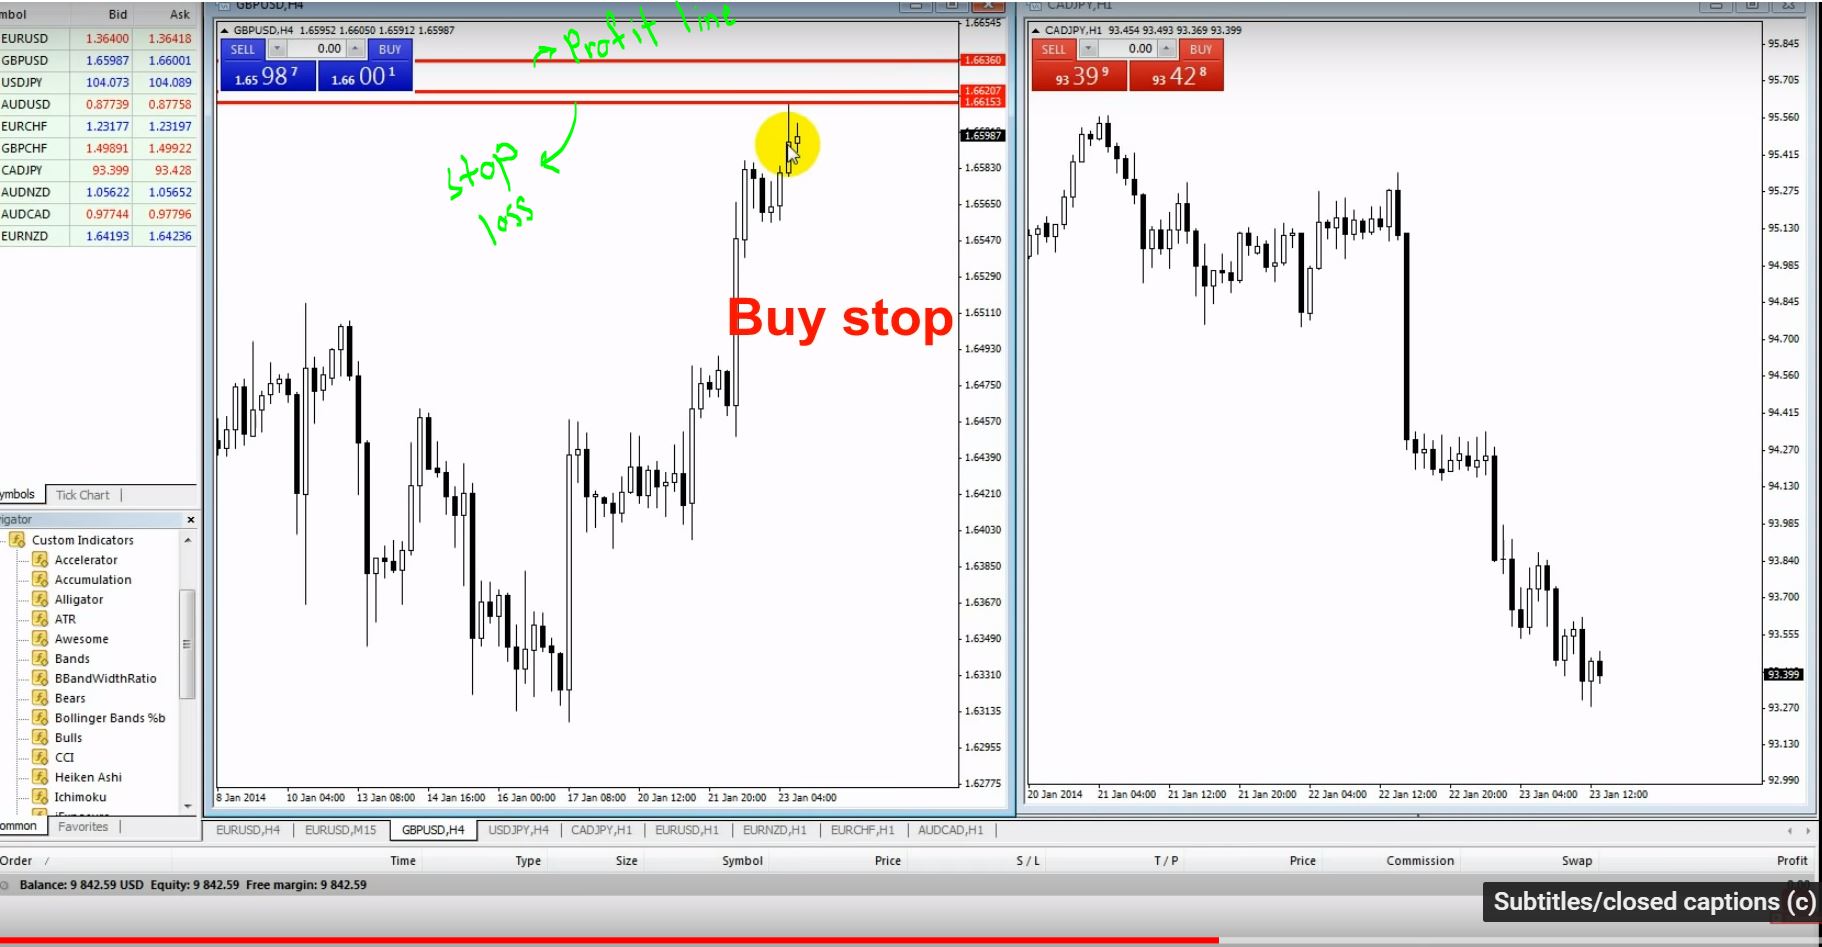 mbol Bid Ask
EURUSD 1.36400 1.36418
GBPUSD 1.65987 1.66001
USDJPY 104.073 104.089
AUDUSD 0.87739 0.87758
EURCHF 1.23177 1.23197
GBPCHF 1.49891 1.49922
CADJPY 93.399 93.428
AUDNZD 1.05622 1.05652
AUDCAD 0.97744 0.97796
EURNZD 1.64193 1.64236
ymbols Tick Chart
vigator
Custom Indicators
Accelerator
Accumulation
Alligator
ATR
Awesome
Bands
BBandWidthRatio
Bears
Bollinger Bands %b
Bulls
CCI
Heiken Ashi
Ichimoku
ommon Favorites
GBPUSD,H4
GBPUSD,H4 1.65952 1.66050 1.65912 1.65987
SELL 0.00 BUY
1.65 98 7 1.66 00 1
Profit line
stop
loss
Buy stop
1.66545
1.66360
1.66207
1.66153
1.65987
1.65830
1.65650
1.65470
1.65290
1.65110
1.64930
1.64750
1.64570
1.64390
1.64210
1.64030
1.63850
1.63670
1.63490
1.63310
1.63135
1.62955
1.62775
8 Jan 2014 10 Jan 04:00 13 Jan 08:00 14 Jan 16:00 16 Jan 00:00 17 Jan 08:00 20 Jan 12:00 21 Jan 20:00 23 Jan 04:00
CADJPY,H1
CADJPY,H1 93.454 93.493 93.369 93.399
SELL 0.00 BUY
93 39 9 93 42 8
95.845
95.705
95.560
95.415
95.275
95.130
94.985
94.845
94.700
94.560
94.415
94.270
94.130
93.985
93.840
93.700
93.555
93.399
93.270
93.130
92.990
20 Jan 2014 21 Jan 04:00 21 Jan 12:00 21 Jan 20:00 22 Jan 04:00 22 Jan 12:00 22 Jan 20:00 23 Jan 04:00 23 Jan 12:00
EURUSD,H4 EURUSD,M15 GBPUSD,H4 USDJPY,H4 CADJPY,H1 EURUSD,H1 EURNZD,H1 EURCHF,H1 AUDCAD,H1
Order / Time Type Size Symbol Price S / L T / P Price Commission Swap Profit
Balance: 9 842.59 USD Equity: 9 842.59 Free margin: 9 842.59
Subtitles/closed captions (c)